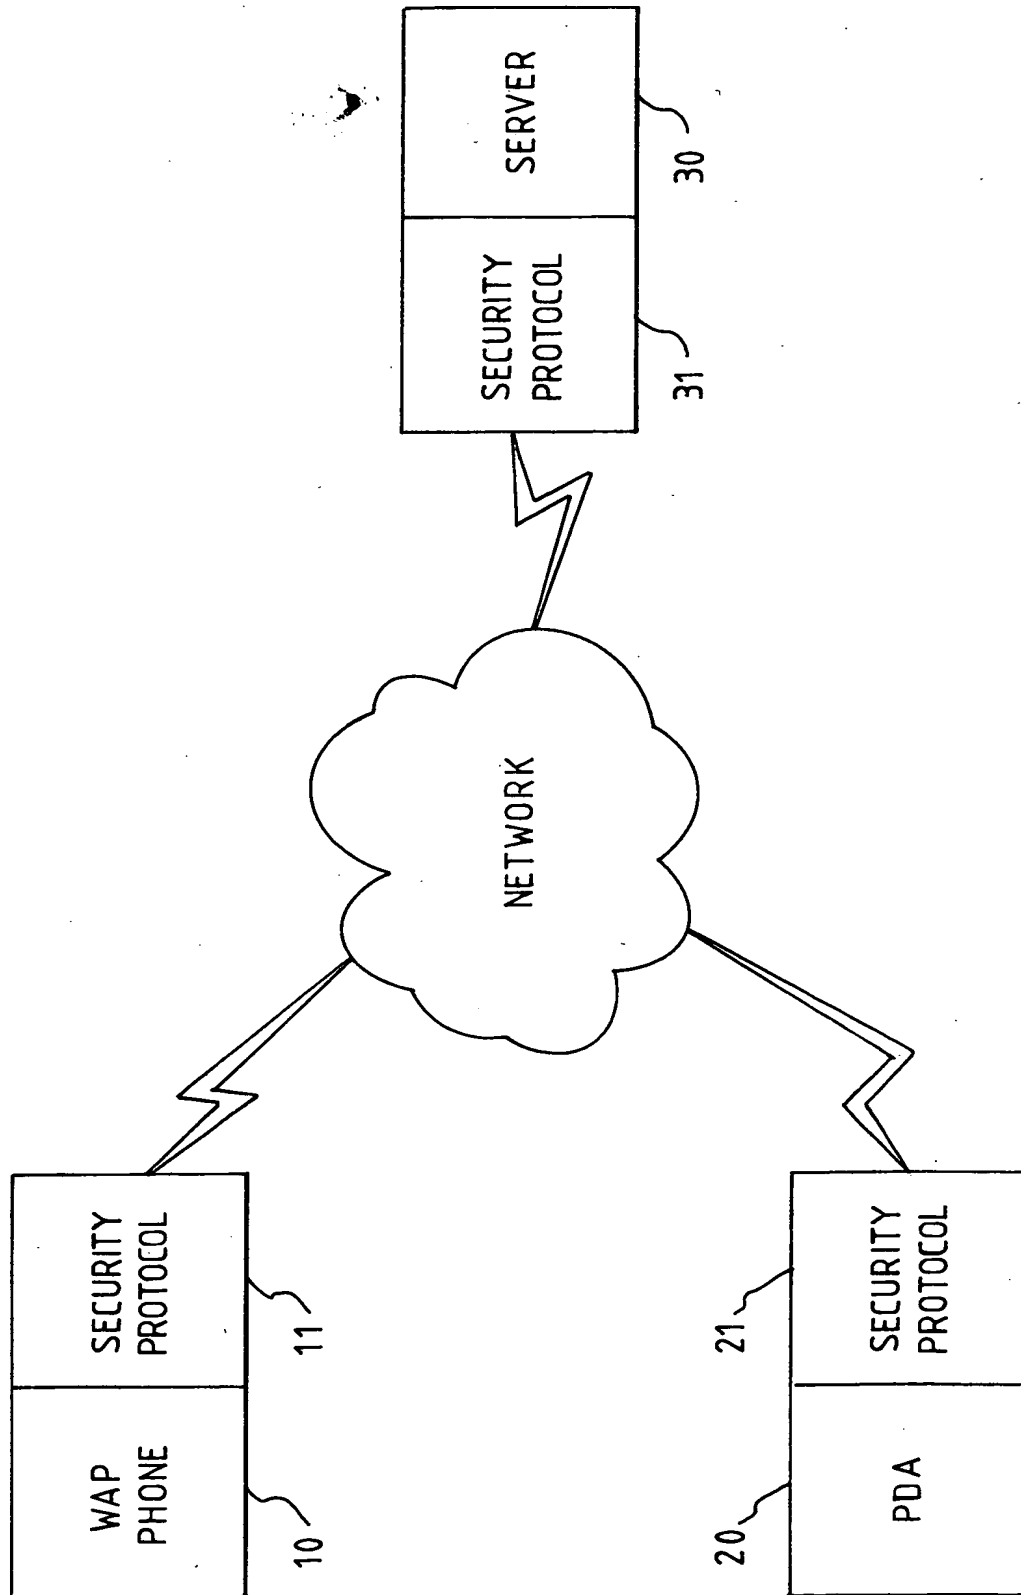 WAP
PHONE
SECURITY
PROTOCOL
10
11
NETWORK
SECURITY
PROTOCOL
SERVER
31
30
20
21
PDA
SECURITY
PROTOCOL